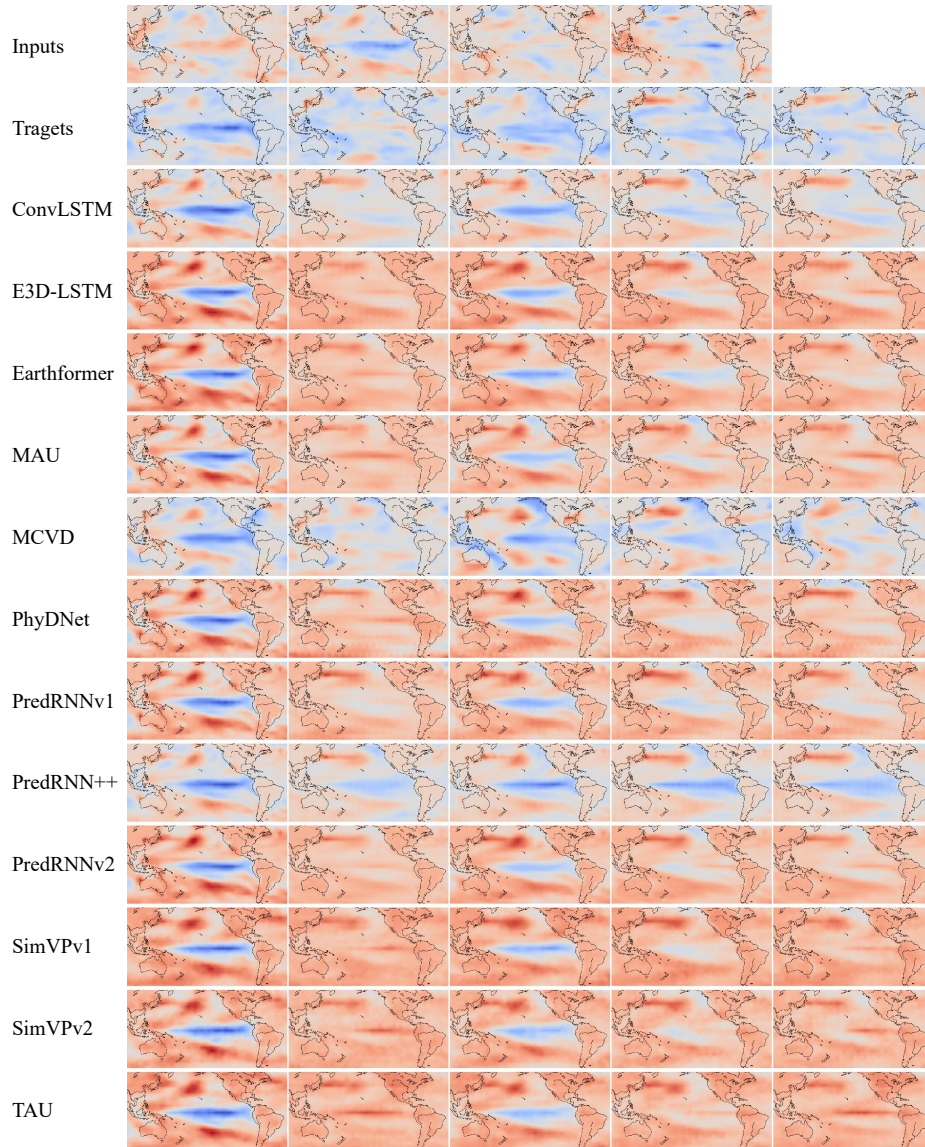 Inputs
Tragets
ConvLSTM
E3D-LSTM
Earthformer
MAU
MCVD
PhyDNet
PredRNNv1
PredRNN++
PredRNNv2
SimVPv1
SimVPv2
TAU